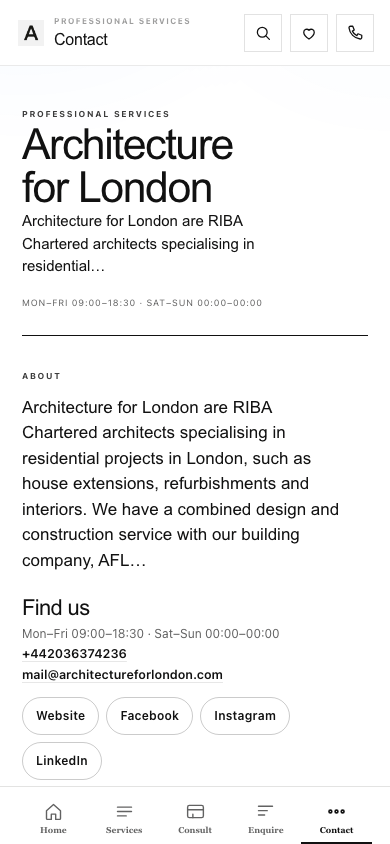 A
PROFESSIONAL SERVICES
Contact
PROFESSIONAL SERVICES
Architecture
for London
Architecture for London are RIBA
Chartered architects specialising in
residential…
MON–FRI 09:00–18:30 · SAT–SUN 00:00–00:00
ABOUT
Architecture for London are RIBA
Chartered architects specialising in
residential projects in London, such as
house extensions, refurbishments and
interiors. We have a combined design and
construction service with our building
company, AFL…
Find us
Mon–Fri 09:00–18:30 · Sat–Sun 00:00–00:00
+442036374236
mail@architectureforlondon.com
Website
Facebook
Instagram
LinkedIn
Home
Services
Consult
Enquire
Contact